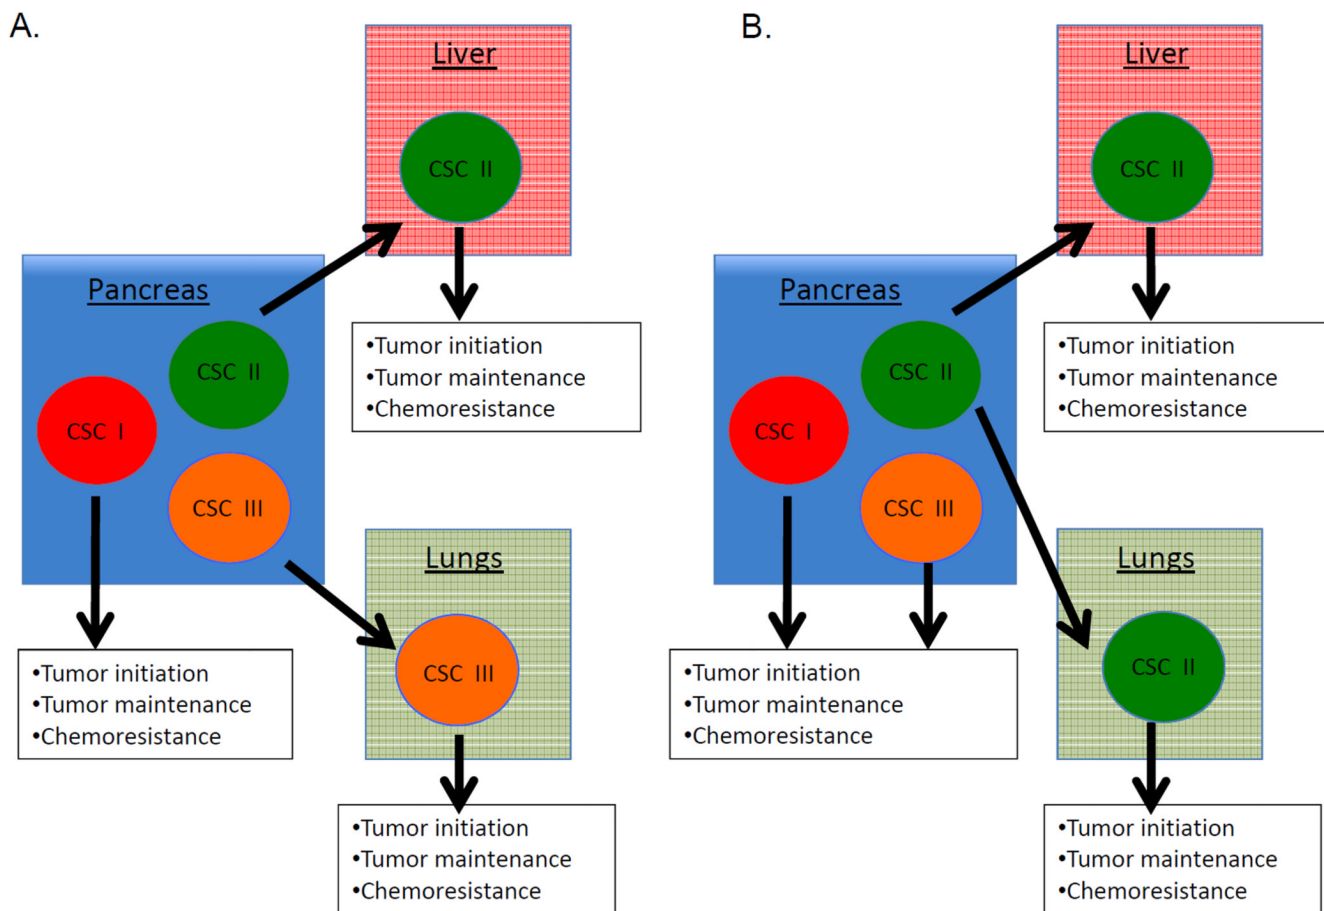 A.
Liver
CSC II
Pancreas
CSC II
CSC I
CSC III
•Tumor initiation
•Tumor maintenance
•Chemoresistance
Lungs
CSC III
•Tumor initiation
•Tumor maintenance
•Chemoresistance
•Tumor initiation
•Tumor maintenance
•Chemoresistance
B.
Liver
CSC II
Pancreas
CSC II
CSC I
CSC III
•Tumor initiation
•Tumor maintenance
•Chemoresistance
Lungs
CSC II
•Tumor initiation
•Tumor maintenance
•Chemoresistance
•Tumor initiation
•Tumor maintenance
•Chemoresistance